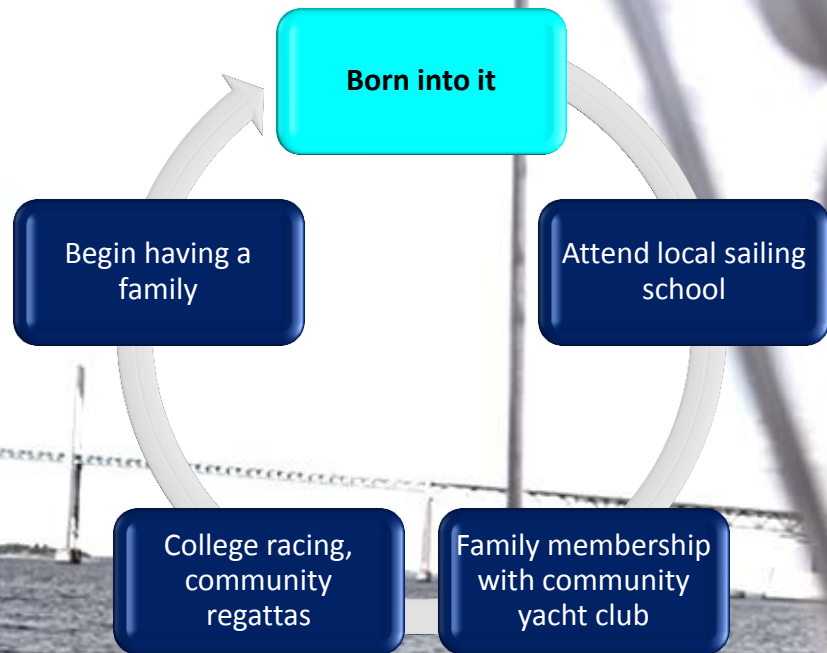 Born into it
Attend local sailing
school
Family membership
with community
yacht club
College racing,
community
regattas
Begin having a
family